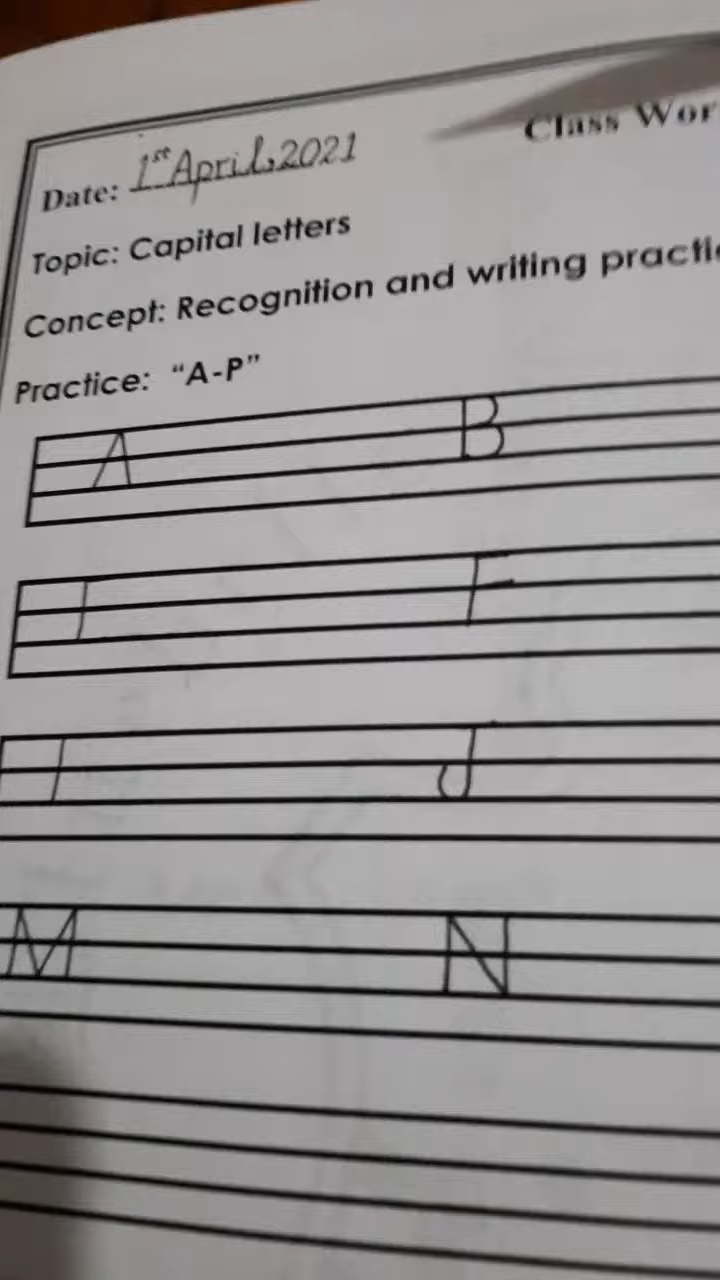 Class Wor
Date: 1st April, 2021
Topic: Capital letters
Concept: Recognition and writing practi
Practice: "A-P"
A B
F
I J
M N